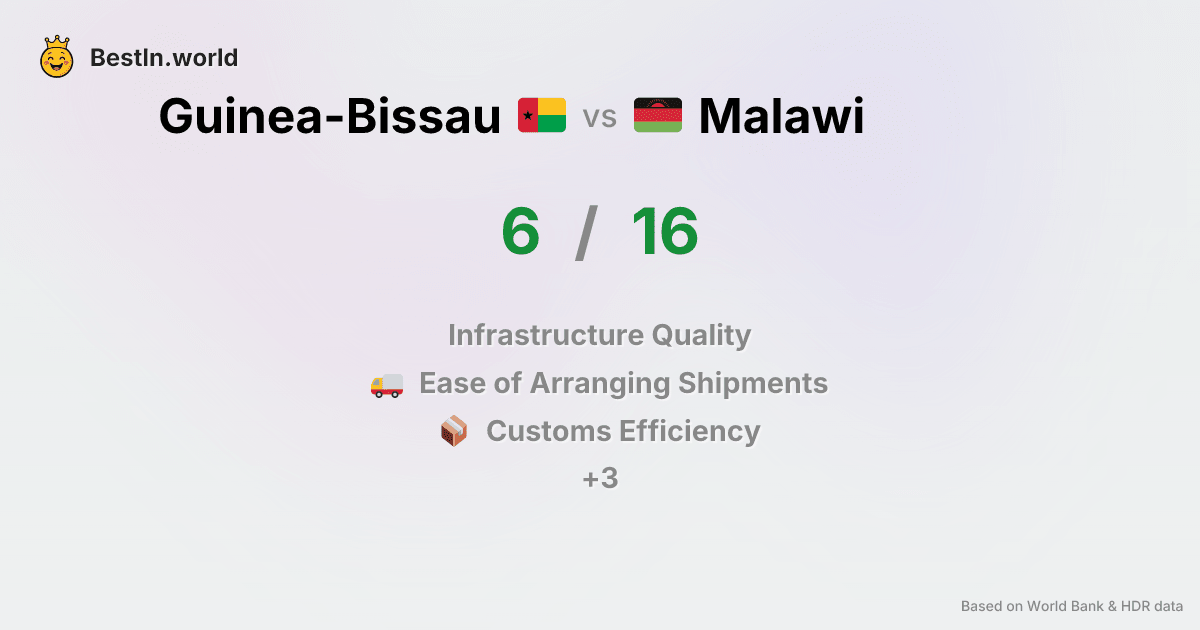 BestIn.world
Guinea-Bissau vs Malawi
6 / 16
Infrastructure Quality
Ease of Arranging Shipments
Customs Efficiency
+3
Based on World Bank & HDR data